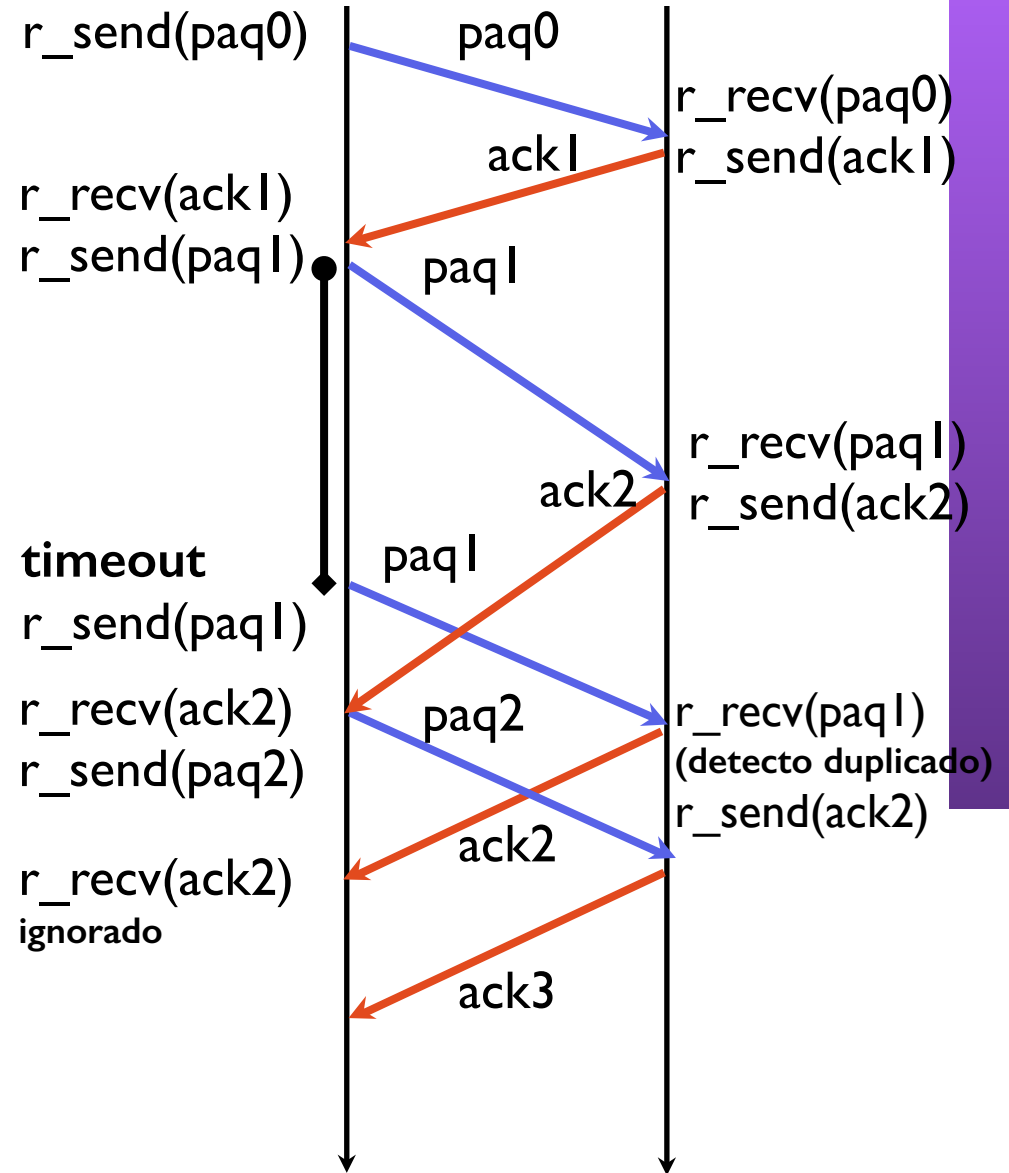 r_send(paq0)
paq0
r_recv(paq0)
ack1
r_send(ack1)
r_recv(ack1)
r_send(paq1)
paq1
r_recv(paq1)
ack2
r_send(ack2)
timeout
paq1
r_send(paq1)
r_recv(ack2)
paq2
r_recv(paq1)
(detecto duplicado)
r_send(paq2)
r_send(ack2)
ack2
r_recv(ack2)
ignorado
ack3